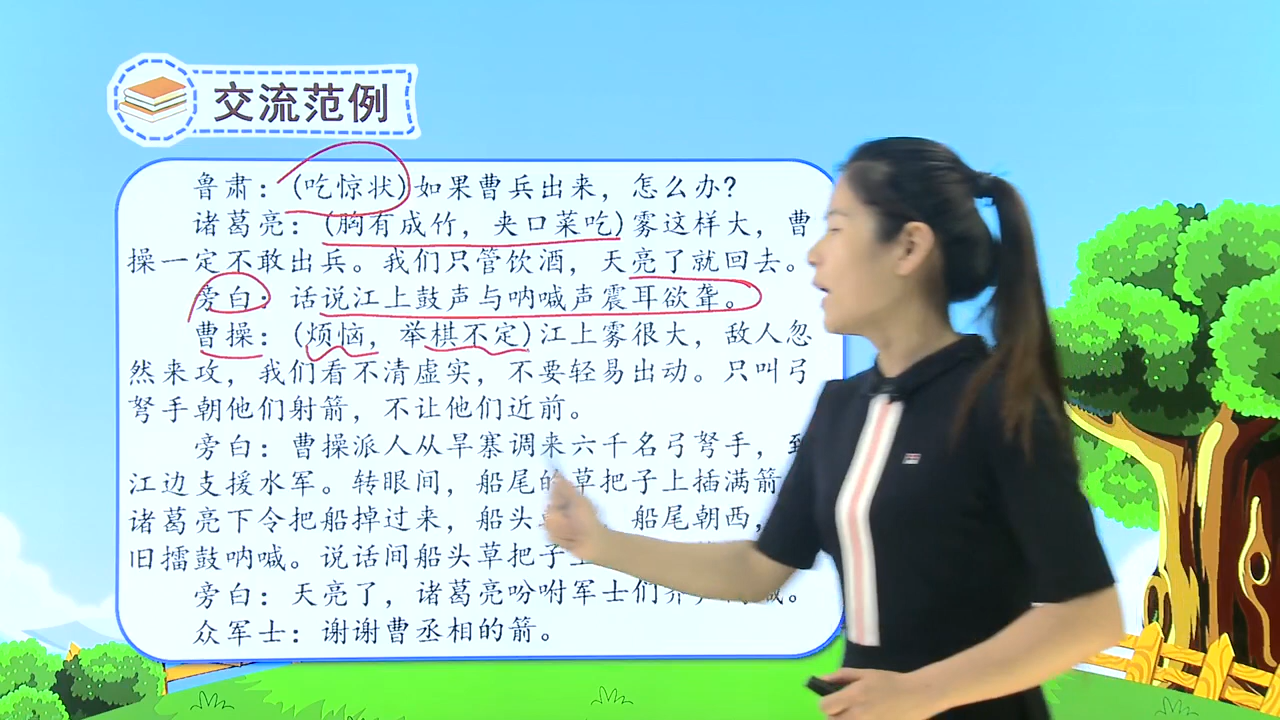 交流范例
鲁肃：(吃惊状)如果曹兵出来，怎么办？
诸葛亮：(胸有成竹，夹口菜吃)雾这样大，曹
操一定不敢出兵。我们只管饮酒，天亮了就回去。
旁白：话说江上鼓声与呐喊声震耳欲聋。
曹操：(烦恼，举棋不定)江上雾很大，敌人忽
然来攻，我们看不清虚实，不要轻易出动。只叫弓
弩手朝他们射箭，不让他们近前。
旁白：曹操派人从旱寨调来六千名弓弩手，到
江边支援水军。转眼间，船尾的草把子上插满箭
诸葛亮下令把船掉过来，船头 船尾朝西，
旧擂鼓呐喊。说话间船头草把子
旁白：天亮了，诸葛亮吩咐军士们
众军士：谢谢曹丞相的箭。